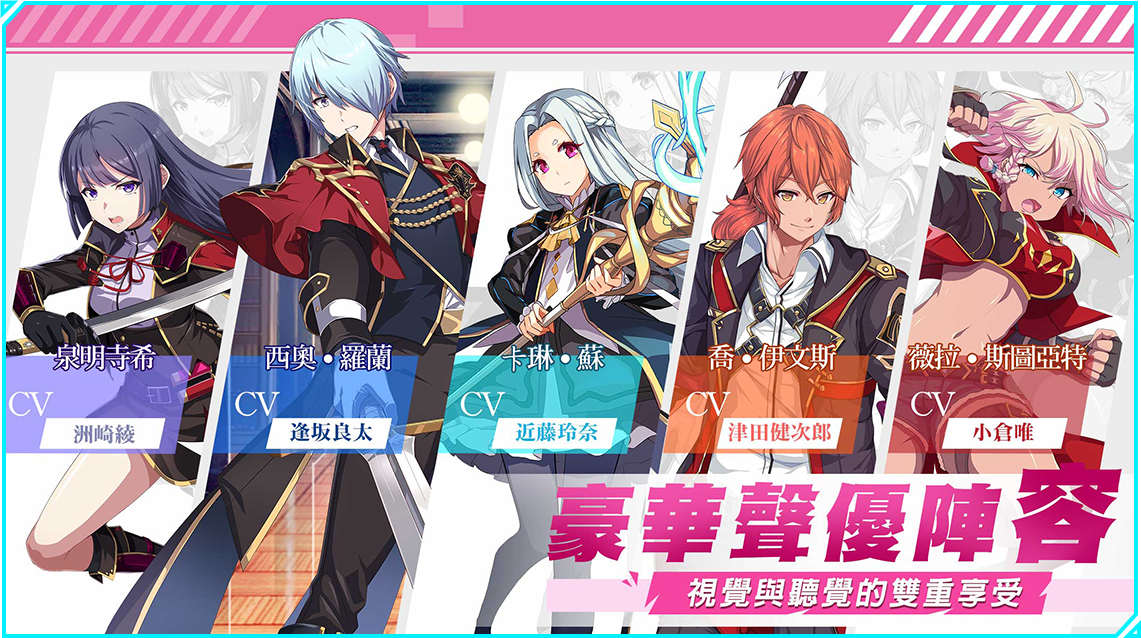 泉明寺希
CV
洲崎綾
西奧•羅蘭
CV
逢坂良太
卡琳•蘇
CV
近藤玲奈
喬•伊文斯
CV
津田健次郎
薇拉•斯圖亞特
CV
小倉唯
豪華聲優陣容
視覺與聽覺的雙重享受